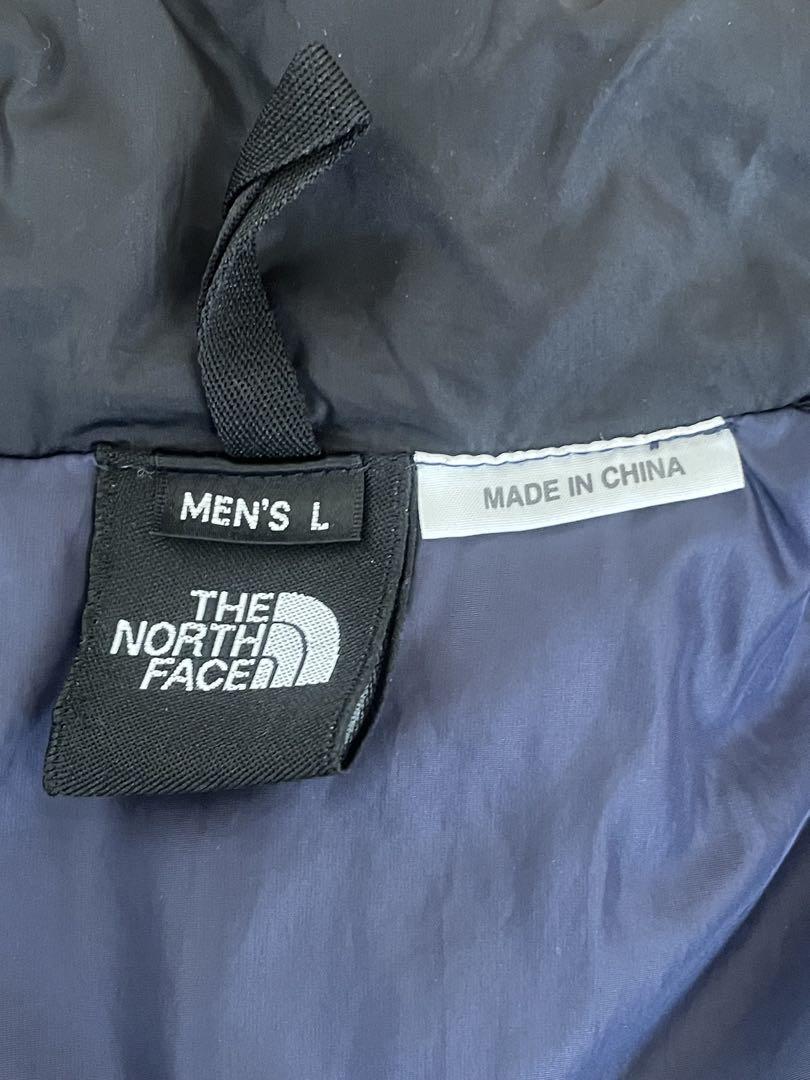 MEN'S L
MADE IN CHINA
THE
NORTH
FACE